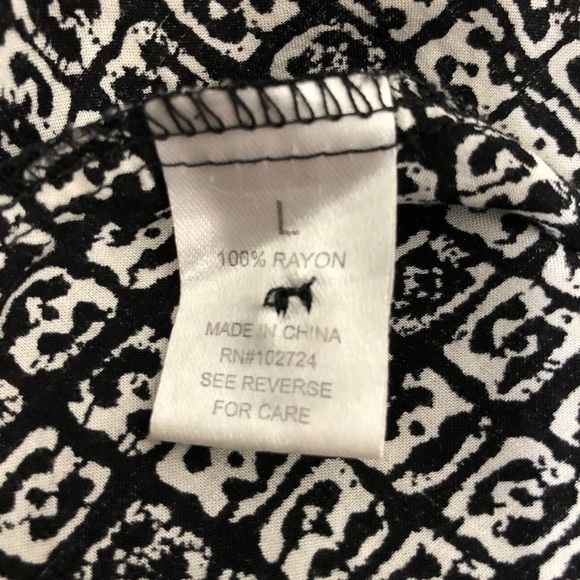 L
100% RAYON
MADE IN CHINA
RN#102724
SEE REVERSE
FOR CARE